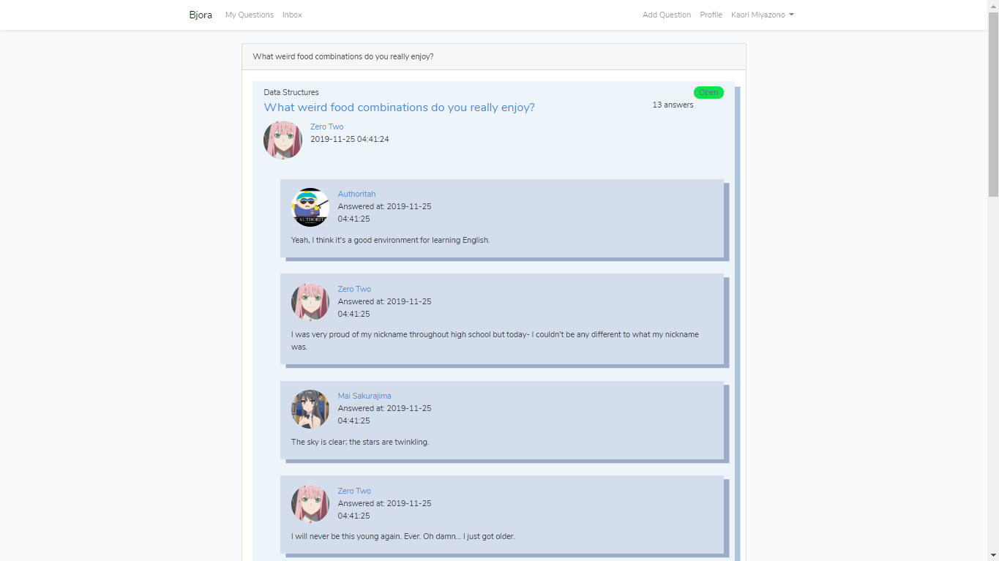 Bjora My Questions Inbox Add Question Profile Kaori Miyazono
What weird food combinations do you really enjoy?
Data Structures Open
What weird food combinations do you really enjoy? 13 answers
Zero Two
2019-11-25 04:41:24
Authoritah
Answered at: 2019-11-25
04:41:25
Yeah, I think it's a good environment for learning English.
Zero Two
Answered at: 2019-11-25
04:41:25
I was very proud of my nickname throughout high school but today- I couldn't be any different to what my nickname
was.
Mai Sakurajima
Answered at: 2019-11-25
04:41:25
The sky is clear; the stars are twinkling.
Zero Two
Answered at: 2019-11-25
04:41:25
I will never be this young again. Ever. Oh damn... I just got older.